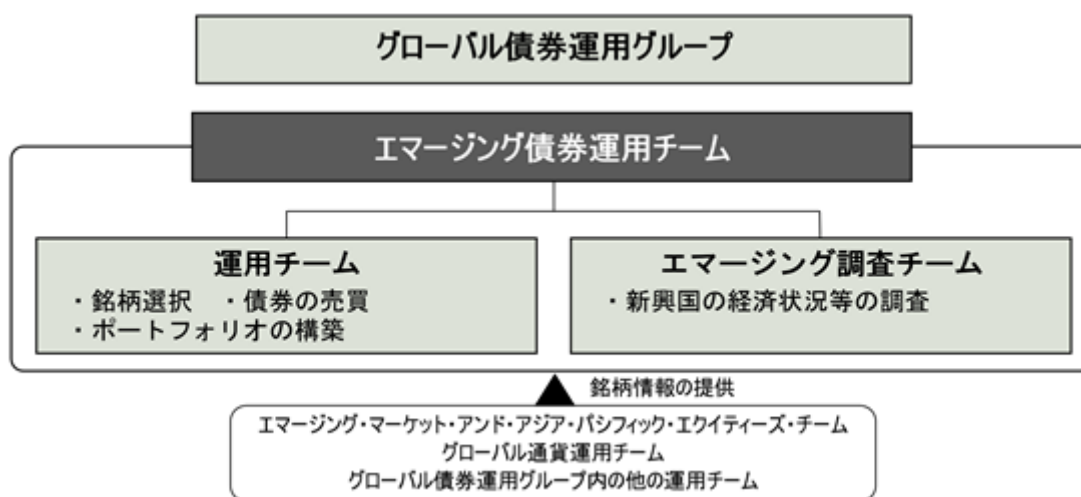 グローバル債券運用グループ
エマージング債券運用チーム
運用チーム
・銘柄選択　・債券の売買
・ポートフォリオの構築
エマージング調査チーム
・新興国の経済状況等の調査
銘柄情報の提供
エマージング・マーケット・アンド・アジア・パシフィック・エクイティーズ・チーム
グローバル通貨運用チーム
グローバル債券運用グループ内の他の運用チーム